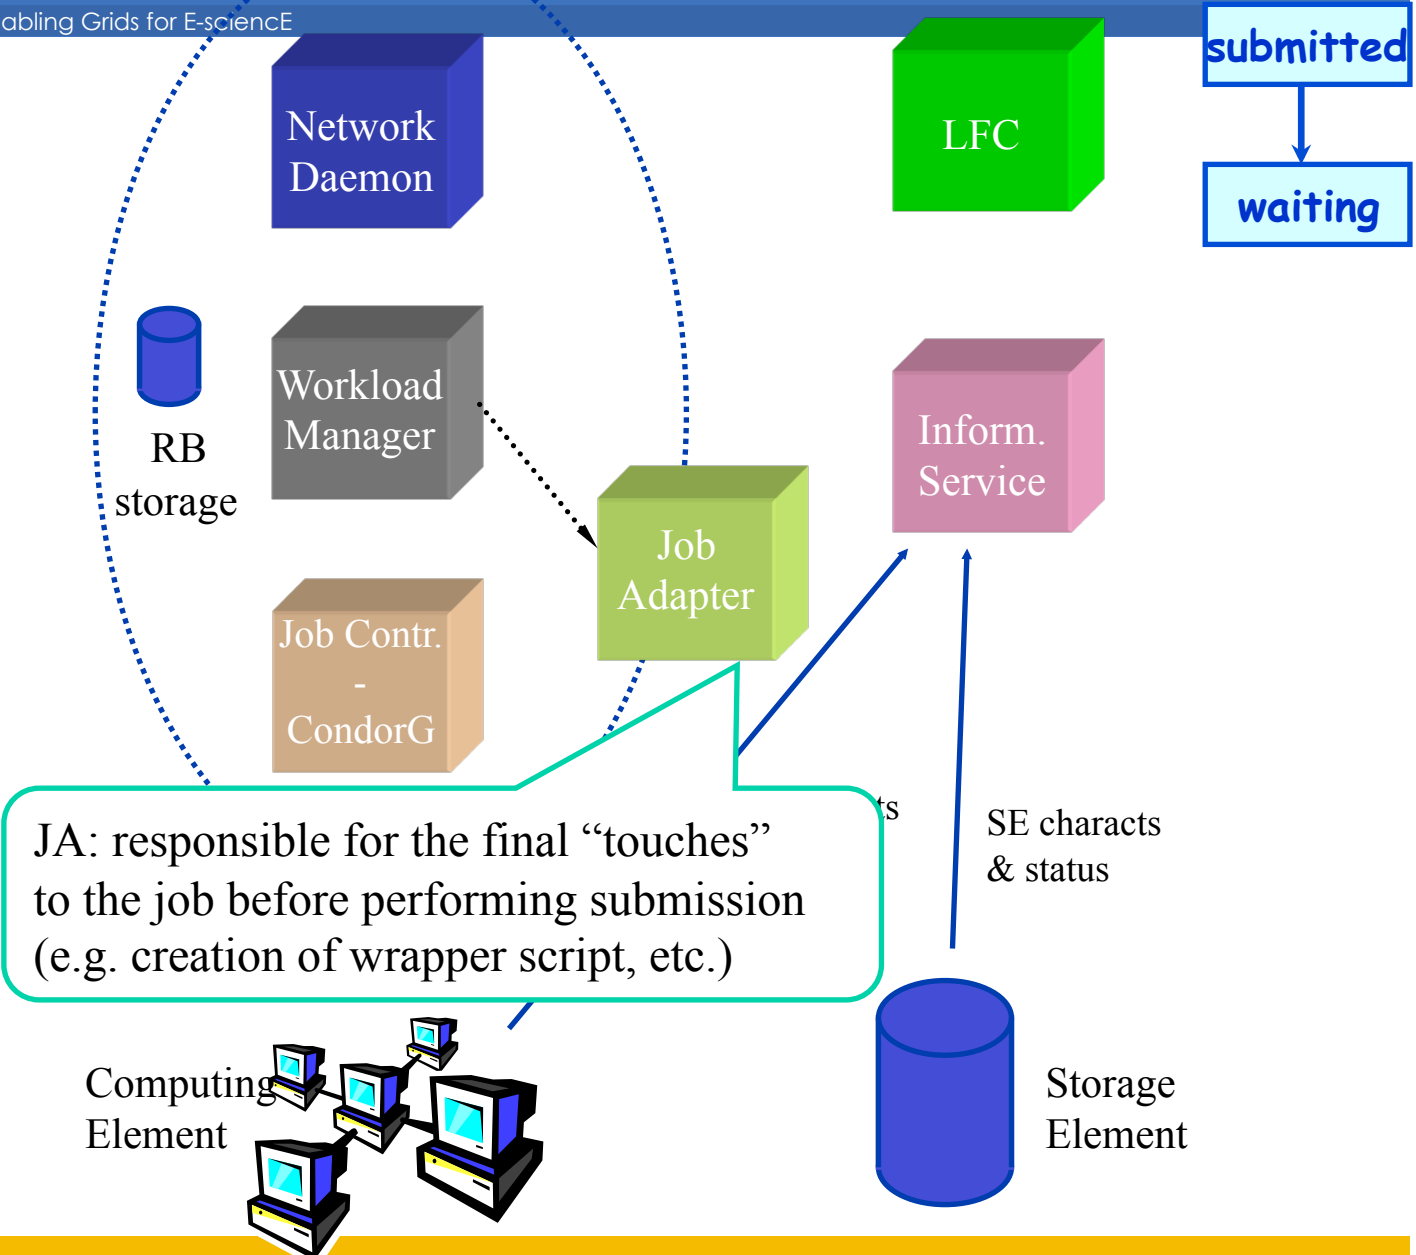 abling Grids for E-sciencE
submitted
Network
Daemon
LFC
waiting
Workload
Manager
RB
storage
Inform.
Service
Job
Adapter
Job Contr.
-
CondorG
SE characts
& status
JA: responsible for the final “touches”
to the job before performing submission
(e.g. creation of wrapper script, etc.)
Computing
Element
Storage
Element